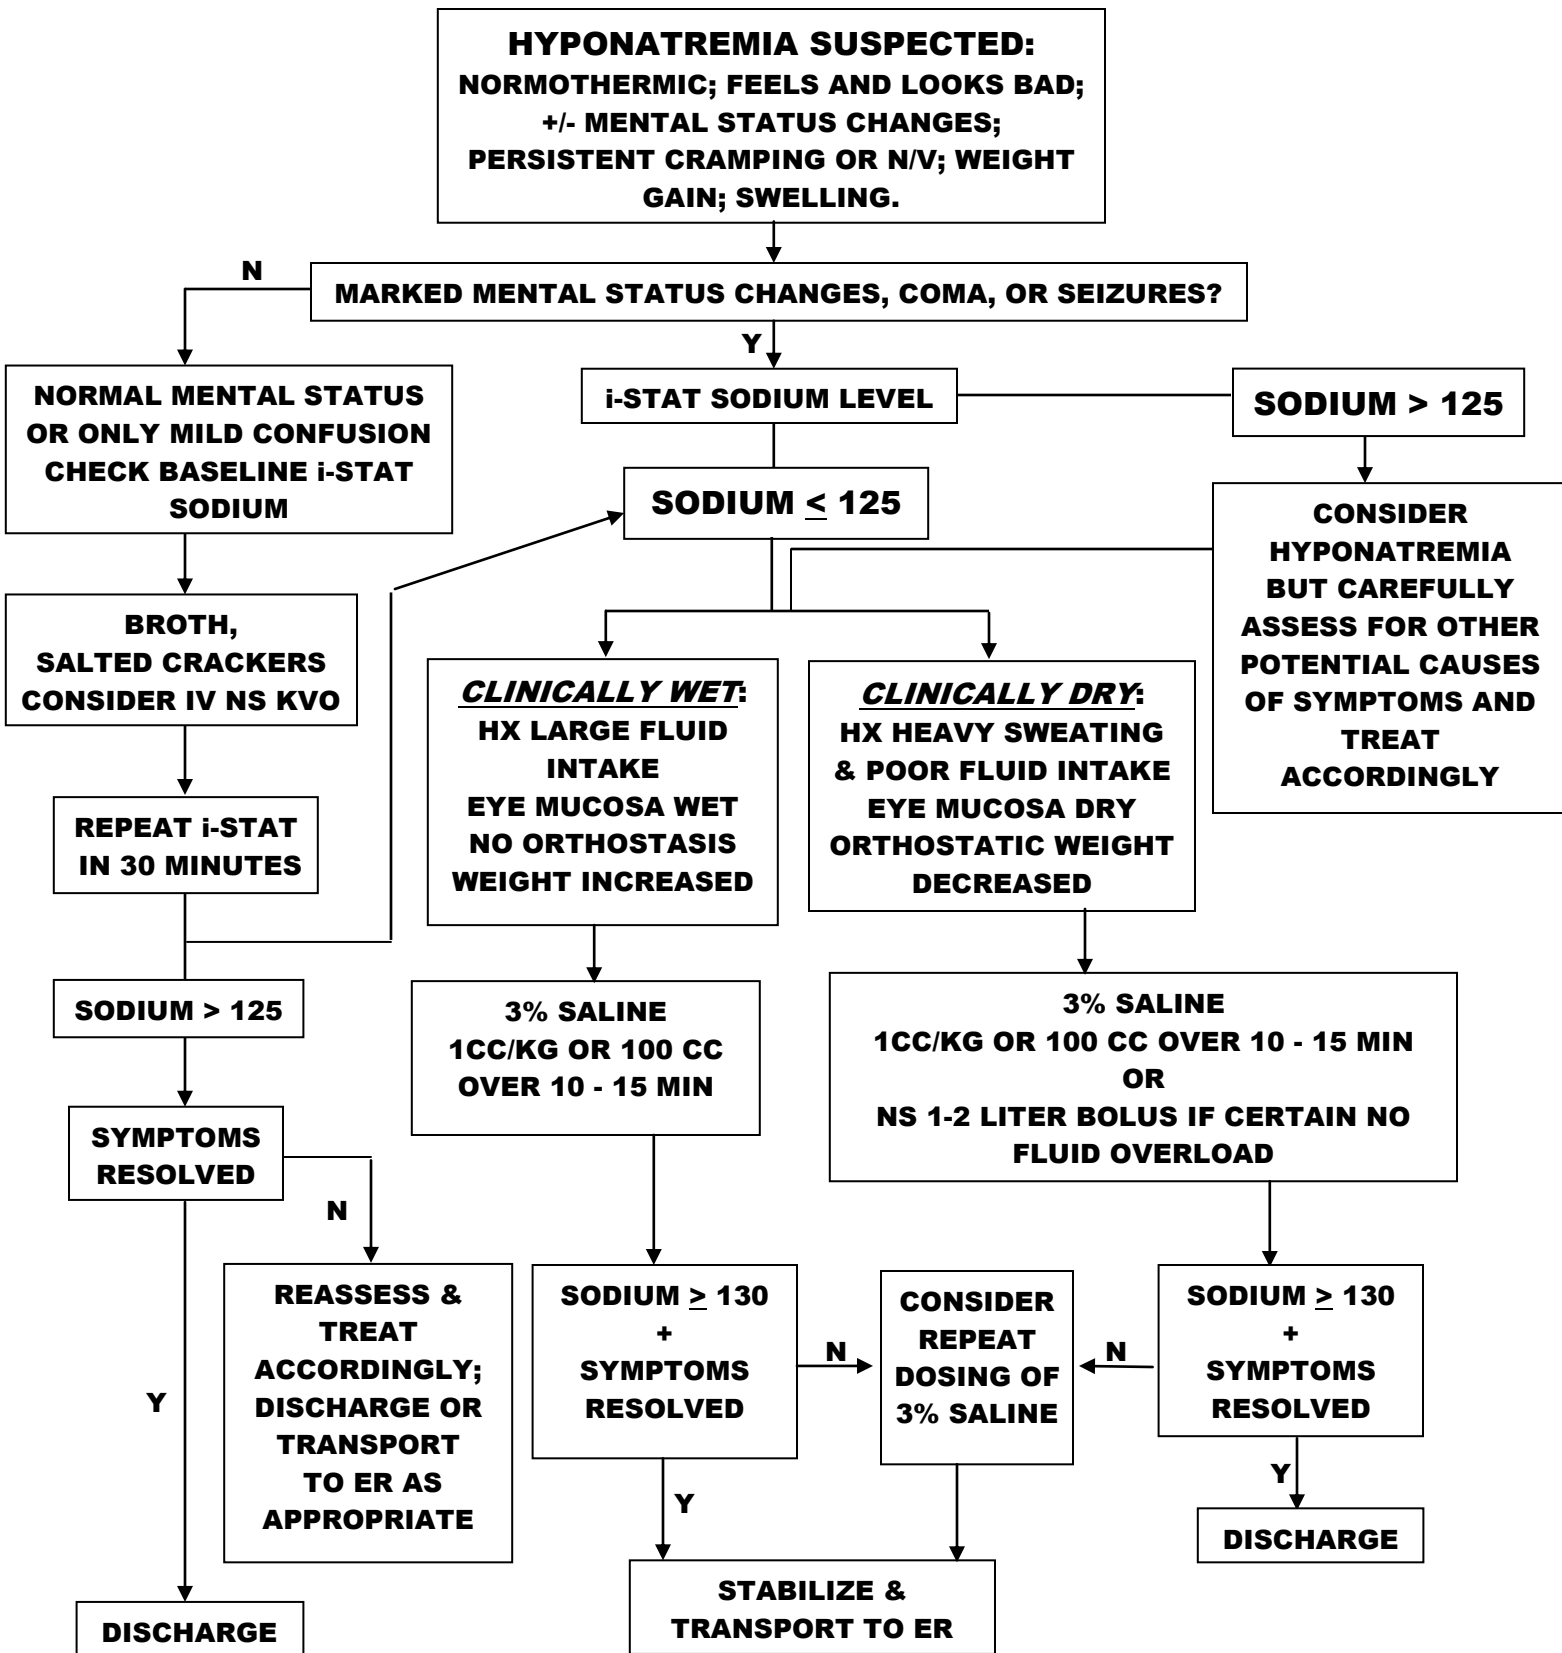 HYPONATREMIA SUSPECTED:
NORMOTHERMIC; FEELS AND LOOKS BAD;
+/- MENTAL STATUS CHANGES;
PERSISTENT CRAMPING OR N/V; WEIGHT
GAIN; SWELLING.
N
MARKED MENTAL STATUS CHANGES, COMA, OR SEIZURES?
Y
NORMAL MENTAL STATUS
OR ONLY MILD CONFUSION
CHECK BASELINE i-STAT
SODIUM
i-STAT SODIUM LEVEL
SODIUM > 125
SODIUM ≤ 125
CONSIDER
HYPONATREMIA
BUT CAREFULLY
ASSESS FOR OTHER
POTENTIAL CAUSES
OF SYMPTOMS AND
TREAT
ACCORDINGLY
BROTH,
SALTED CRACKERS
CONSIDER IV NS KVO
CLINICALLY WET:
HX LARGE FLUID
INTAKE
EYE MUCOSA WET
NO ORTHOSTASIS
WEIGHT INCREASED
CLINICALLY DRY:
HX HEAVY SWEATING
& POOR FLUID INTAKE
EYE MUCOSA DRY
ORTHOSTATIC WEIGHT
DECREASED
REPEAT i-STAT
IN 30 MINUTES
SODIUM > 125
3% SALINE
1CC/KG OR 100 CC
OVER 10 - 15 MIN
3% SALINE
1CC/KG OR 100 CC OVER 10 - 15 MIN
OR
NS 1-2 LITER BOLUS IF CERTAIN NO
FLUID OVERLOAD
SYMPTOMS
RESOLVED
N
REASSESS &
TREAT
ACCORDINGLY;
DISCHARGE OR
TRANSPORT
TO ER AS
APPROPRIATE
SODIUM ≥ 130
+
SYMPTOMS
RESOLVED
N
CONSIDER
REPEAT
DOSING OF
3% SALINE
N
SODIUM ≥ 130
+
SYMPTOMS
RESOLVED
Y
Y
Y
DISCHARGE
STABILIZE &
TRANSPORT TO ER
DISCHARGE